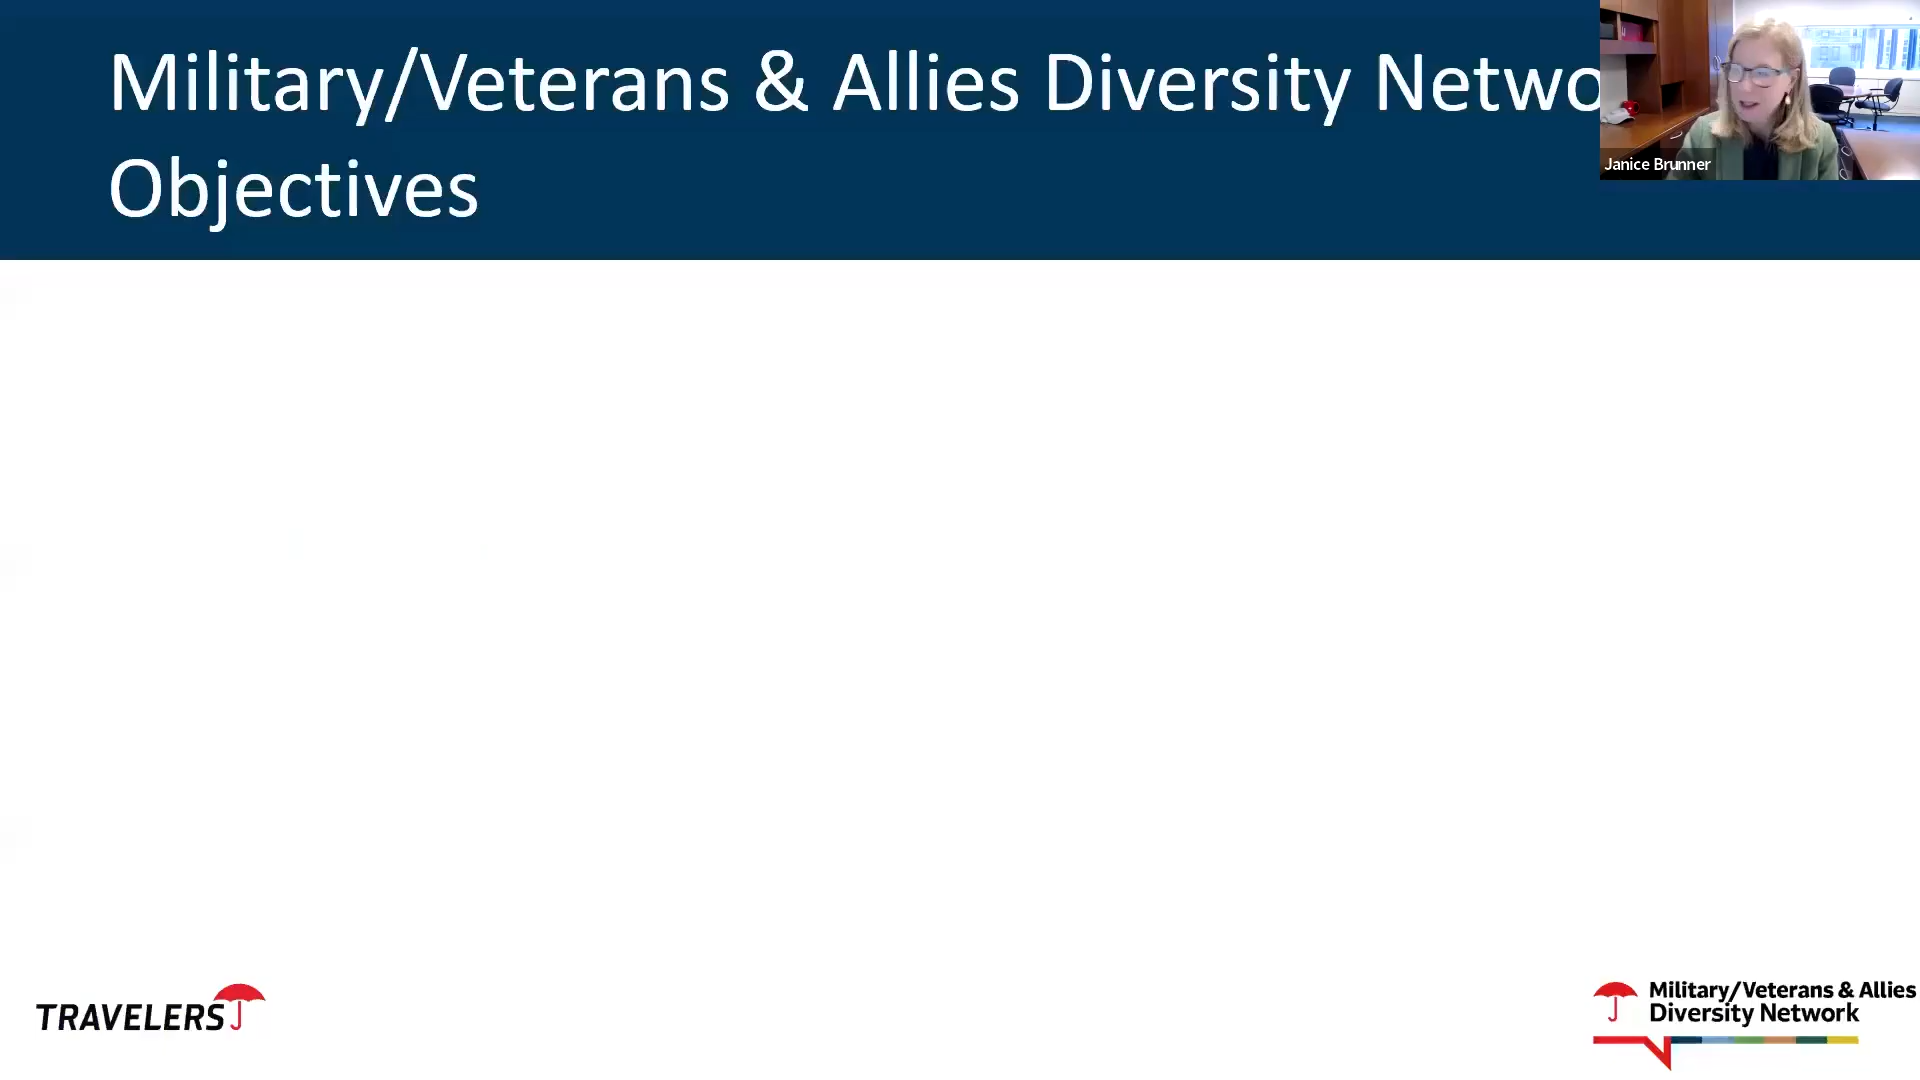 Military/Veterans & Allies Diversity Netwo
Objectives
Janice Brunner
TRAVELERS
Military/Veterans & Allies
Diversity Network